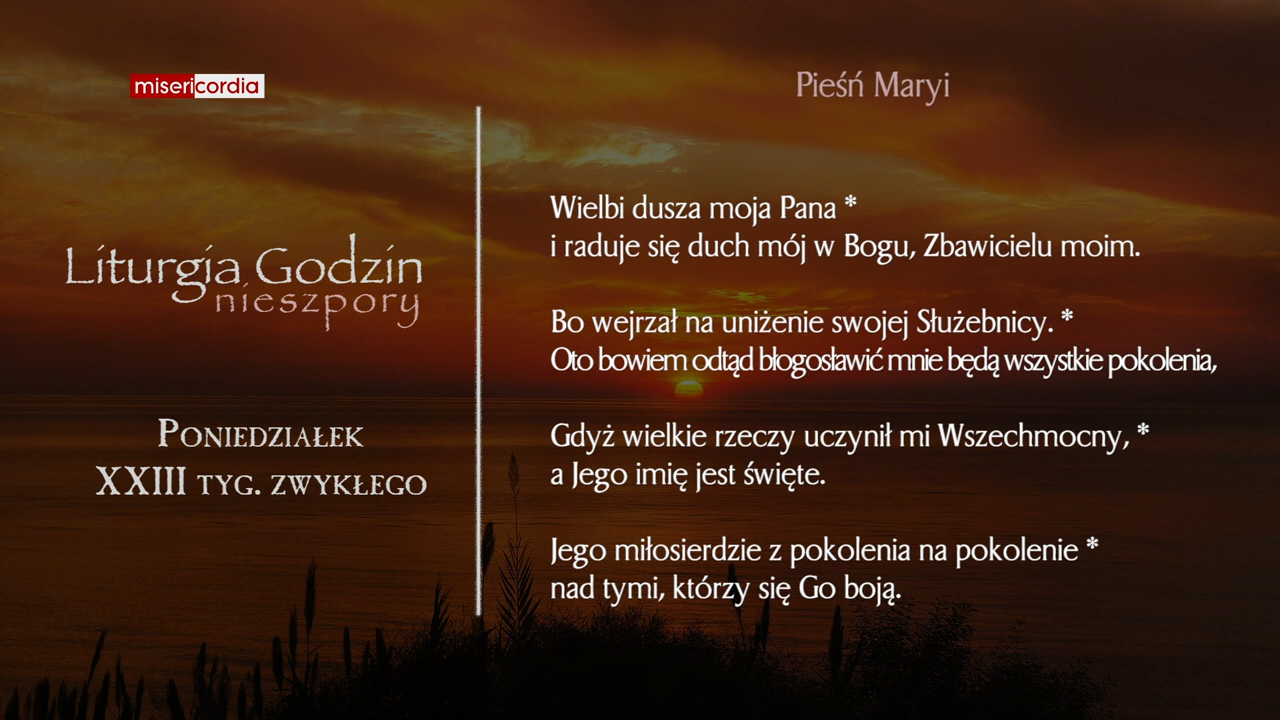 misericordia
Liturgia Godzin
nieszpory
Poniedziałek
XXIII tyg. zwykłego
Pieśń Maryi
Wielbi dusza moja Pana *
i raduje się duch mój w Bogu, Zbawicielu moim.
Bo wejrzał na uniżenie swojej Służebnicy. *
Oto bowiem odtąd błogosławić mnie będą wszystkie pokolenia,
Gdyż wielkie rzeczy uczynił mi Wszechmocny, *
a Jego imię jest święte.
Jego miłosierdzie z pokolenia na pokolenie *
nad tymi, którzy się Go boją.